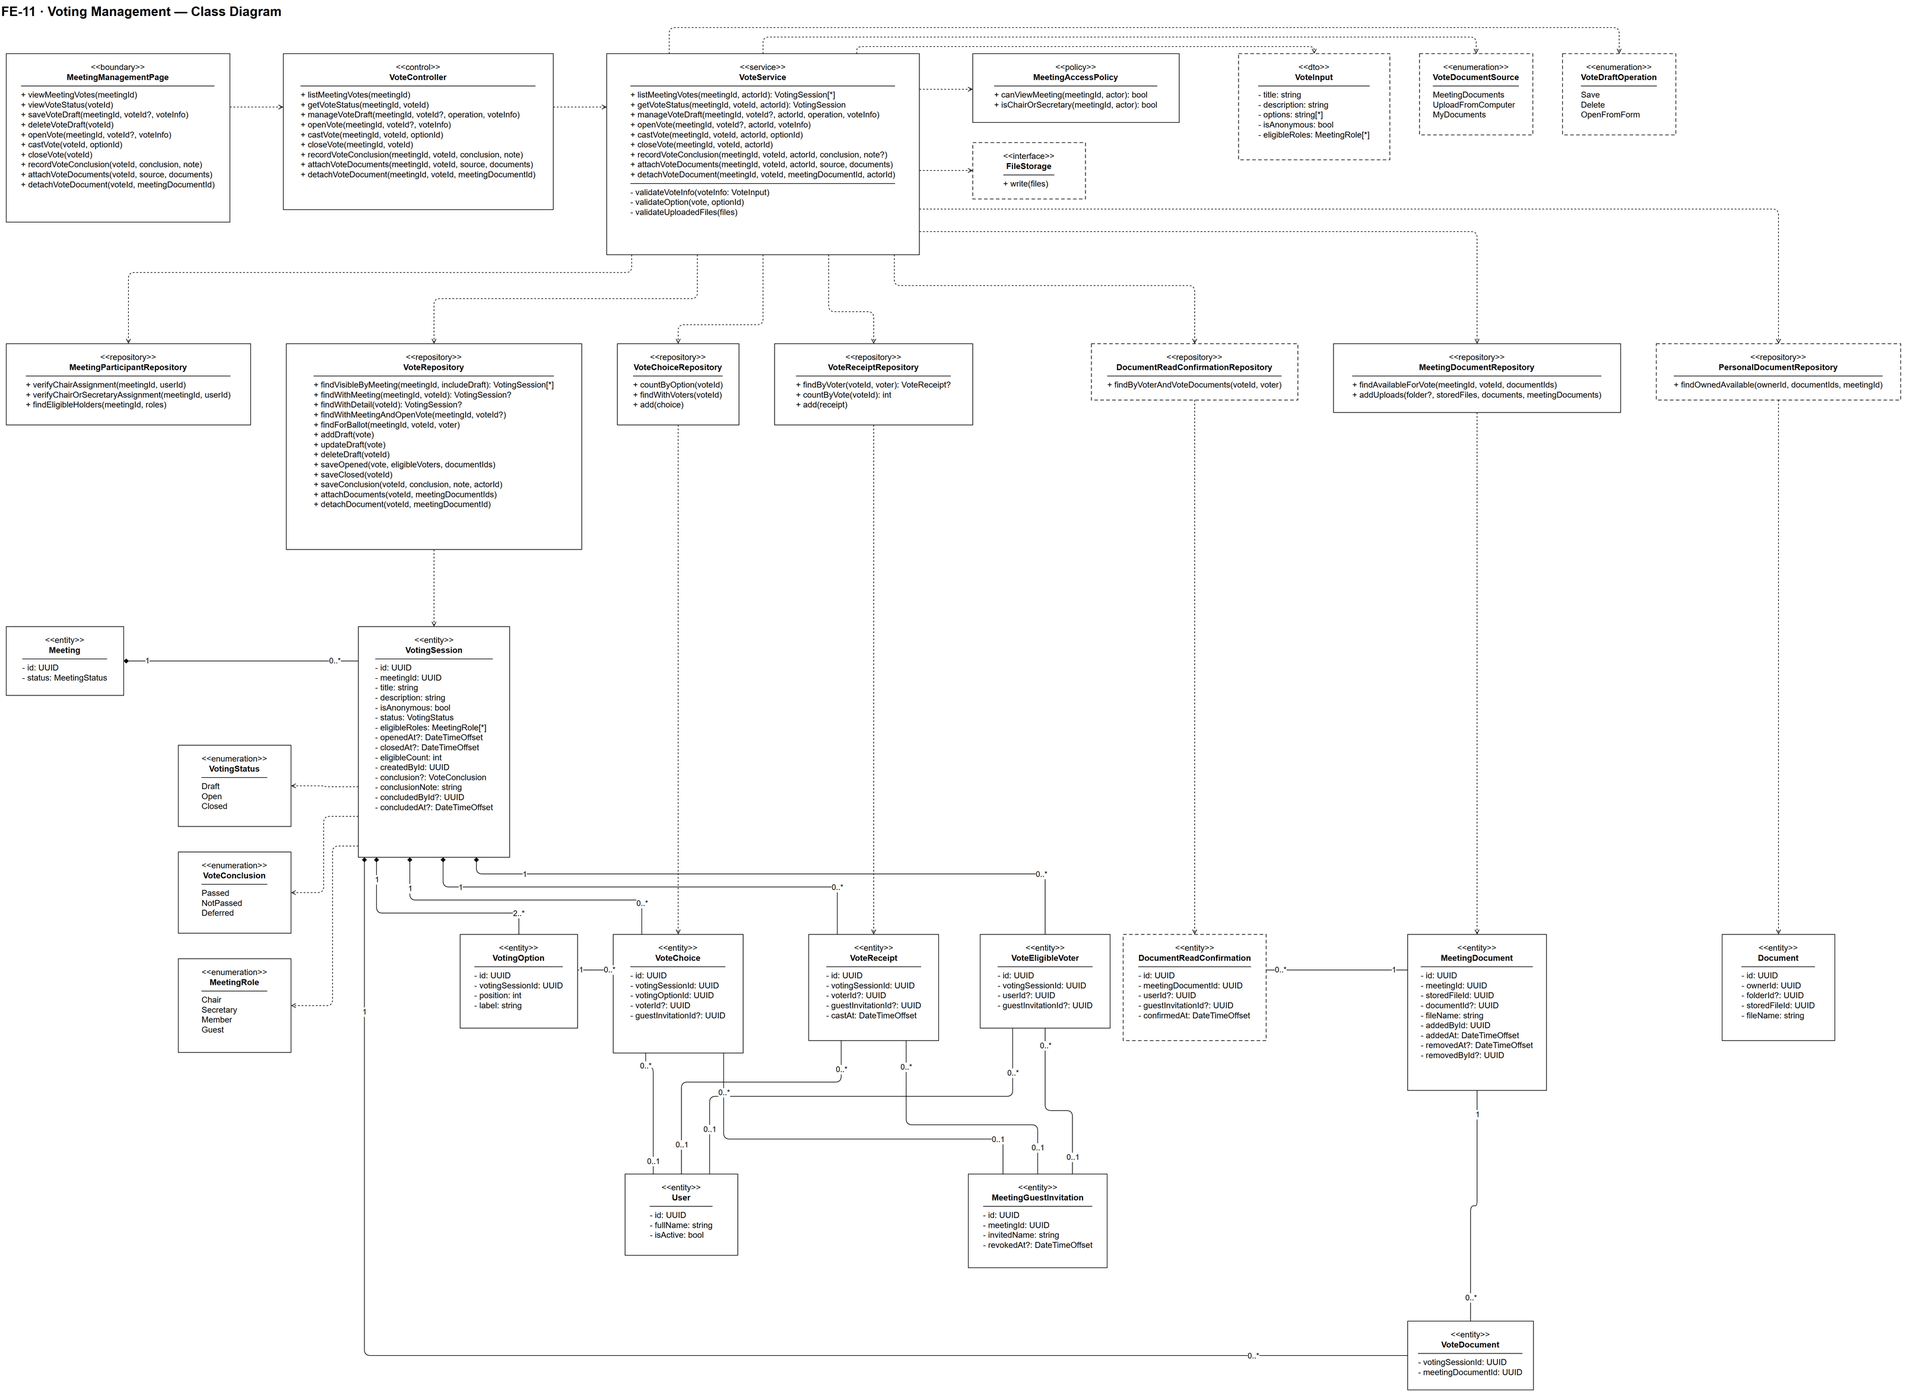 FE-11 · Voting Management — Class Diagram
<<boundary>>
MeetingManagementPage
+ viewMeetingVotes(meetingId)
+ viewVoteStatus(voteId)
+ saveVoteDraft(meetingId, voteId?, voteInfo)
+ deleteVoteDraft(voteId)
+ openVote(meetingId, voteId?, voteInfo)
+ castVote(voteId, optionId)
+ closeVote(voteId)
+ recordVoteConclusion(voteId, conclusion, note)
+ attachVoteDocuments(voteId, source, documents)
+ detachVoteDocument(voteId, meetingDocumentId)
<<control>>
VoteController
+ listMeetingVotes(meetingId)
+ getVoteStatus(meetingId, voteId)
+ manageVoteDraft(meetingId, voteId?, operation, voteInfo)
+ openVote(meetingId, voteId?, voteInfo)
+ castVote(meetingId, voteId, optionId)
+ closeVote(meetingId, voteId)
+ recordVoteConclusion(meetingId, voteId, conclusion, note)
+ attachVoteDocuments(meetingId, voteId, source, documents)
+ detachVoteDocument(meetingId, voteId, meetingDocumentId)
<<service>>
VoteService
+ listMeetingVotes(meetingId, actorId): VotingSession[*]
+ getVoteStatus(meetingId, voteId, actorId): VotingSession
+ manageVoteDraft(meetingId, voteId?, actorId, operation, voteInfo)
+ openVote(meetingId, voteId?, actorId, voteInfo)
+ castVote(meetingId, voteId, actorId, optionId)
+ closeVote(meetingId, voteId, actorId)
+ recordVoteConclusion(meetingId, voteId, actorId, conclusion, note?)
+ attachVoteDocuments(meetingId, voteId, actorId, source, documents)
+ detachVoteDocument(meetingId, voteId, meetingDocumentId, actorId)
- validateVoteInfo(voteInfo: VoteInput)
- validateOption(vote, optionId)
- validateUploadedFiles(files)
<<policy>>
MeetingAccessPolicy
+ canViewMeeting(meetingId, actor): bool
+ isChairOrSecretary(meetingId, actor): bool
<<interface>>
FileStorage
+ write(files)
<<dto>>
VoteInput
- title: string
- description: string
- options: string[*]
- isAnonymous: bool
- eligibleRoles: MeetingRole[*]
<<enumeration>>
VoteDocumentSource
MeetingDocuments
UploadFromComputer
MyDocuments
<<enumeration>>
VoteDraftOperation
Save
Delete
OpenFromForm
<<repository>>
MeetingParticipantRepository
+ verifyChairAssignment(meetingId, userId)
+ verifyChairOrSecretaryAssignment(meetingId, userId)
+ findEligibleHolders(meetingId, roles)
<<repository>>
VoteRepository
+ findVisibleByMeeting(meetingId, includeDraft): VotingSession[*]
+ findWithMeeting(meetingId, voteId): VotingSession?
+ findWithDetail(voteId): VotingSession?
+ findWithMeetingAndOpenVote(meetingId, voteId?)
+ findForBallot(meetingId, voteId, voter)
+ addDraft(vote)
+ updateDraft(vote)
+ deleteDraft(voteId)
+ saveOpened(vote, eligibleVoters, documentIds)
+ saveClosed(voteId)
+ saveConclusion(voteId, conclusion, note, actorId)
+ attachDocuments(voteId, meetingDocumentIds)
+ detachDocument(voteId, meetingDocumentId)
<<repository>>
VoteChoiceRepository
+ countByOption(voteId)
+ findWithVoters(voteId)
+ add(choice)
<<repository>>
VoteReceiptRepository
+ findByVoter(voteId, voter): VoteReceipt?
+ countByVote(voteId): int
+ add(receipt)
<<repository>>
DocumentReadConfirmationRepository
+ findByVoterAndVoteDocuments(voteId, voter)
<<repository>>
MeetingDocumentRepository
+ findAvailableForVote(meetingId, voteId, documentIds)
+ addUploads(folder?, storedFiles, documents, meetingDocuments)
<<repository>>
PersonalDocumentRepository
+ findOwnedAvailable(ownerId, documentIds, meetingId)
<<entity>>
Meeting
- id: UUID
- status: MeetingStatus
1
0..*
<<entity>>
VotingSession
- id: UUID
- meetingId: UUID
- title: string
- description: string
- isAnonymous: bool
- status: VotingStatus
- eligibleRoles: MeetingRole[*]
- openedAt?: DateTimeOffset
- closedAt?: DateTimeOffset
- eligibleCount: int
- createdById: UUID
- conclusion?: VoteConclusion
- conclusionNote: string
- concludedById?: UUID
- concludedAt?: DateTimeOffset
<<enumeration>>
VotingStatus
Draft
Open
Closed
<<enumeration>>
VoteConclusion
Passed
NotPassed
Deferred
<<enumeration>>
MeetingRole
Chair
Secretary
Member
Guest
1
1
1
1
1
0..*
0..*
0..*
2..*
<<entity>>
VotingOption
- id: UUID
- votingSessionId: UUID
- position: int
- label: string
1
0..*
<<entity>>
VoteChoice
- id: UUID
- votingSessionId: UUID
- votingOptionId: UUID
- voterId?: UUID
- guestInvitationId?: UUID
<<entity>>
VoteReceipt
- id: UUID
- votingSessionId: UUID
- voterId?: UUID
- guestInvitationId?: UUID
- castAt: DateTimeOffset
<<entity>>
VoteEligibleVoter
- id: UUID
- votingSessionId: UUID
- userId?: UUID
- guestInvitationId?: UUID
<<entity>>
DocumentReadConfirmation
- id: UUID
- meetingDocumentId: UUID
- userId?: UUID
- guestInvitationId?: UUID
- confirmedAt: DateTimeOffset
0..*
1
<<entity>>
MeetingDocument
- id: UUID
- meetingId: UUID
- storedFileId: UUID
- documentId?: UUID
- fileName: string
- addedById: UUID
- addedAt: DateTimeOffset
- removedAt?: DateTimeOffset
- removedById?: UUID
<<entity>>
Document
- id: UUID
- ownerId: UUID
- folderId?: UUID
- storedFileId: UUID
- fileName: string
0..*
0..*
0..*
0..*
0..*
0..*
0..1
0..1
0..1
0..1
0..1
0..1
<<entity>>
User
- id: UUID
- fullName: string
- isActive: bool
<<entity>>
MeetingGuestInvitation
- id: UUID
- meetingId: UUID
- invitedName: string
- revokedAt?: DateTimeOffset
1
0..*
0..*
<<entity>>
VoteDocument
- votingSessionId: UUID
- meetingDocumentId: UUID